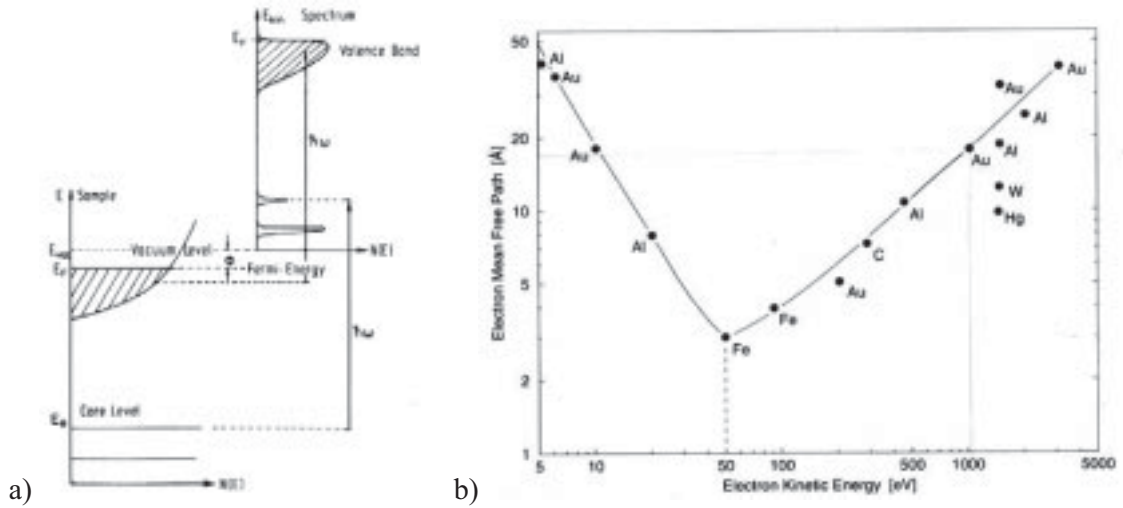 a)
E_kin Spectrum
E_F
Valence Band
ħω
N(E)
E Sample
E_vac
Vacuum Level
Φ
E_F
Fermi-Energy
ħω
E_B
Core Level
N(E)
b)
Electron Mean Free Path [Å]
50
20
10
5
2
1
5 10 50 100 500 1000 5000
Electron Kinetic Energy [eV]
Al
Au
Au
Al
Fe
Fe
Au
C
Al
Au
Au
Al
Al
W
Hg
Au